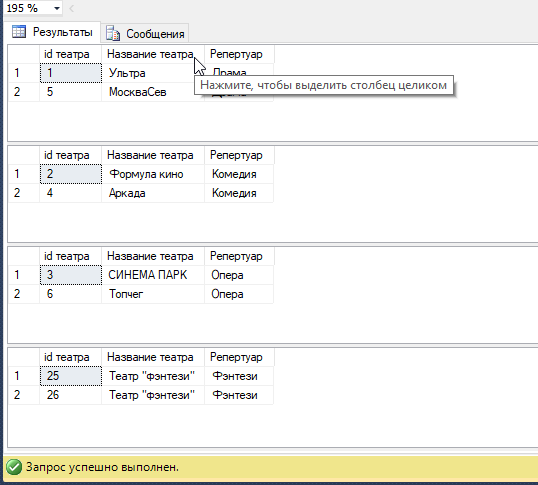 195 %
Результаты Сообщения
id театра Название театра Репертуар
1 1 Ультра Драма
Нажмите, чтобы выделить столбец целиком
2 5 МоскваСев
id театра Название театра Репертуар
1 2 Формула кино Комедия
2 4 Аркада Комедия
id театра Название театра Репертуар
1 3 СИНЕМА ПАРК Опера
2 6 Топчег Опера
id театра Название театра Репертуар
1 25 Театр "Фэнтези" Фэнтези
2 26 Театр "Фэнтези" Фэнтези
Запрос успешно выполнен.